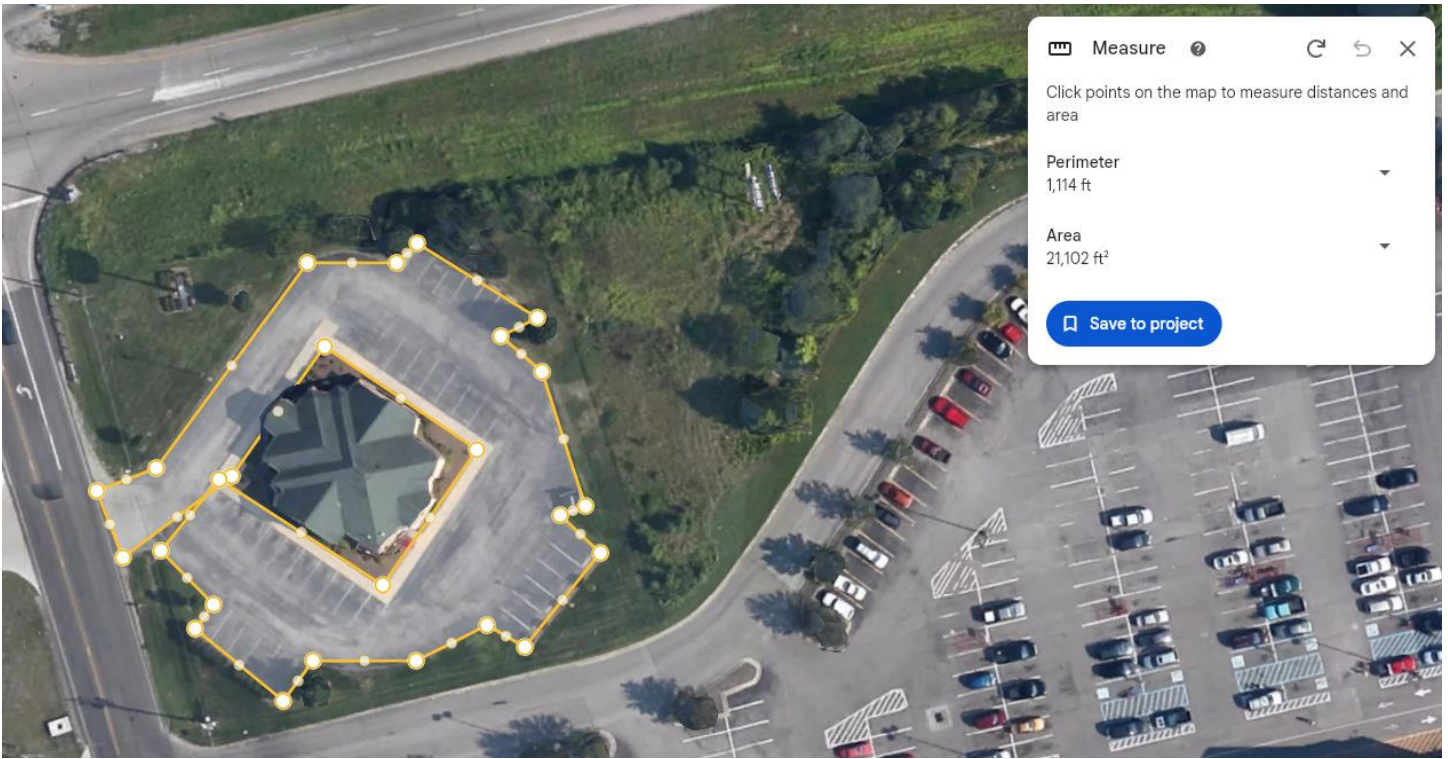 Measure
Click points on the map to measure distances and
area
Perimeter
1,114 ft
Area
21,102 ft²
Save to project